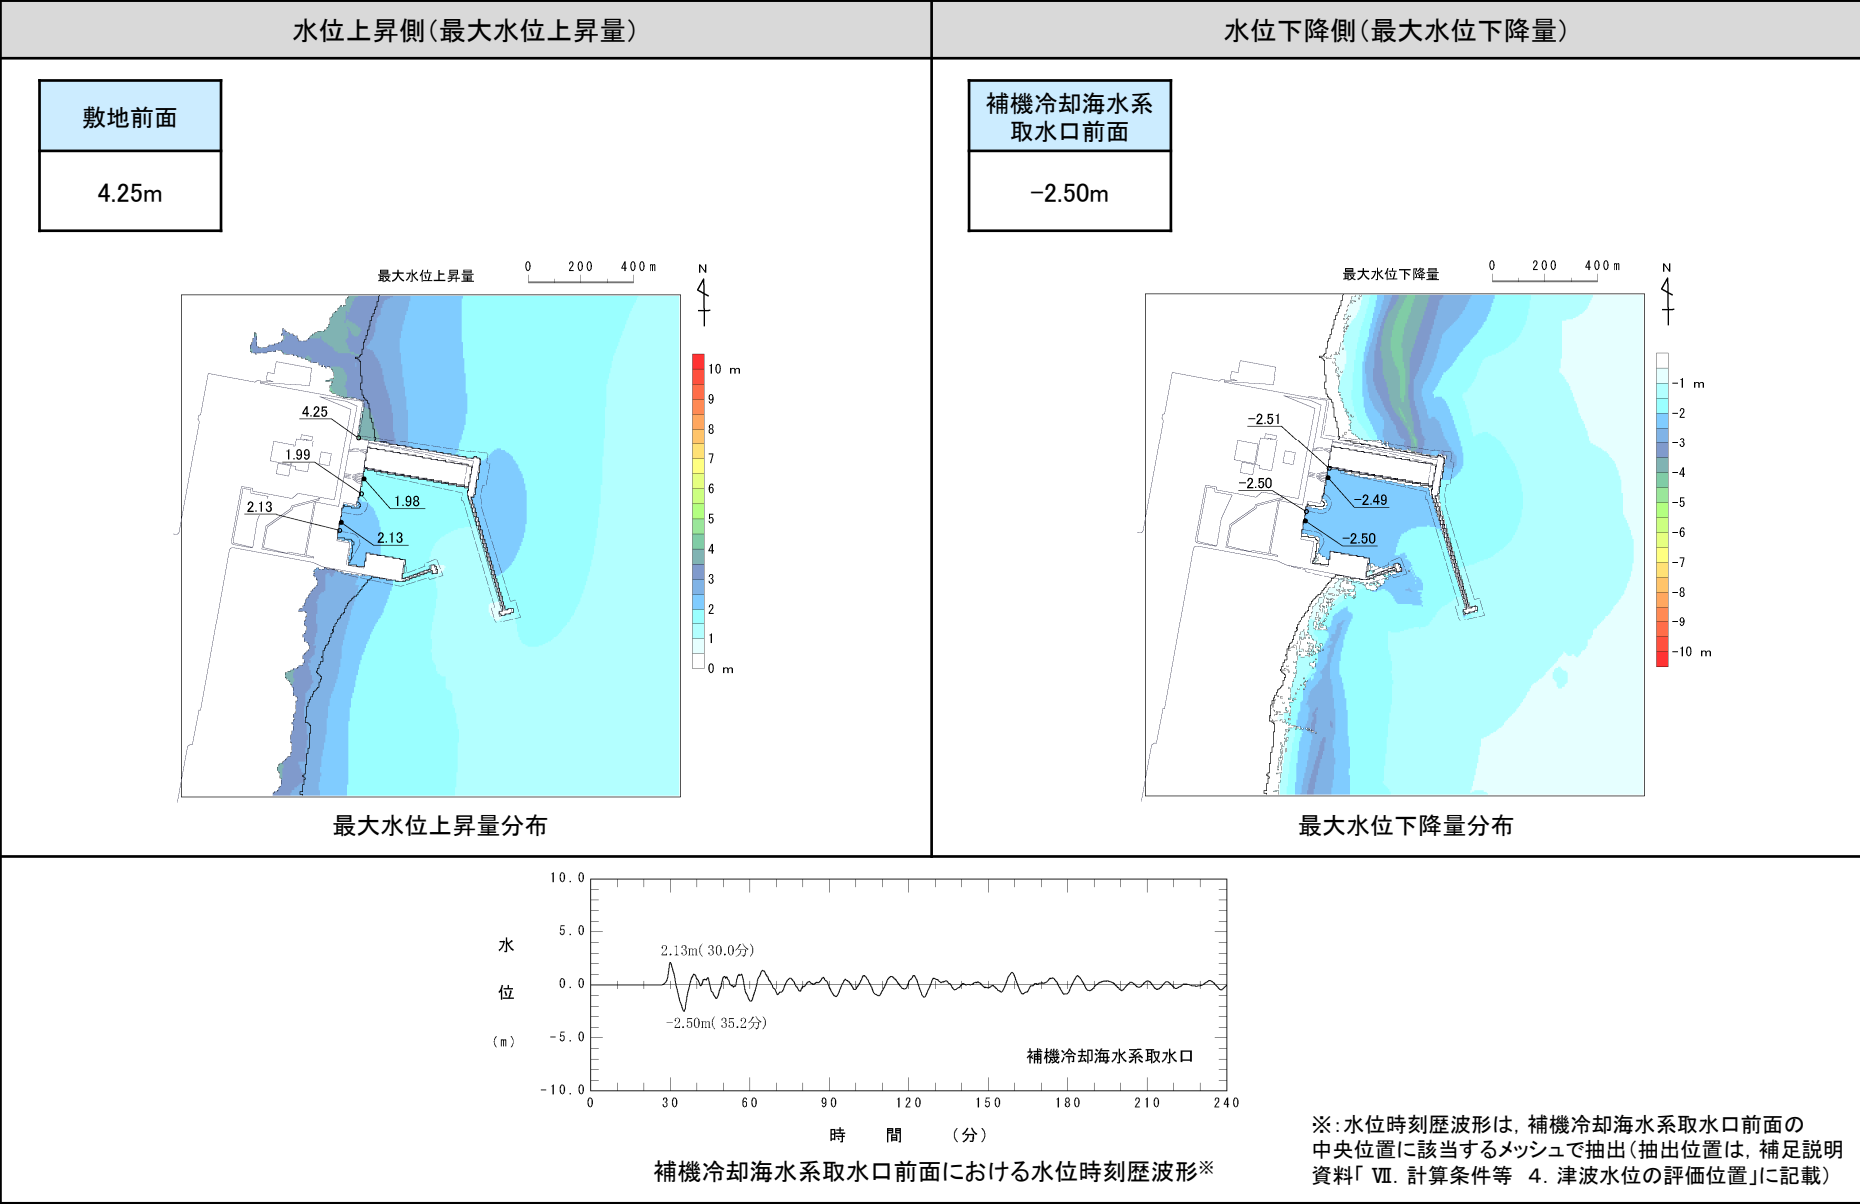 水位上昇側(最大水位上昇量)
水位下降側(最大水位下降量)
敷地前面
4.25m
補機冷却海水系
取水口前面
-2.50m
最大水位上昇量
0 200 400m
N
4.25
1.99
1.98
2.13
2.13
10 m
9
8
7
6
5
4
3
2
1
0 m
最大水位上昇量分布
最大水位下降量
0 200 400m
N
-2.51
-2.50
-2.49
-2.50
-1 m
-2
-3
-4
-5
-6
-7
-8
-9
-10 m
最大水位下降量分布
水位(m)
10.0
5.0
0.0
-5.0
-10.0
2.13m( 30.0分)
-2.50m( 35.2分)
補機冷却海水系取水口
0 30 60 90 120 150 180 210 240
時 間 (分)
補機冷却海水系取水口前面における水位時刻歴波形※
※:水位時刻歴波形は,補機冷却海水系取水口前面の
中央位置に該当するメッシュで抽出(抽出位置は,補足説明
資料「 Ⅶ. 計算条件等 4. 津波水位の評価位置」に記載)